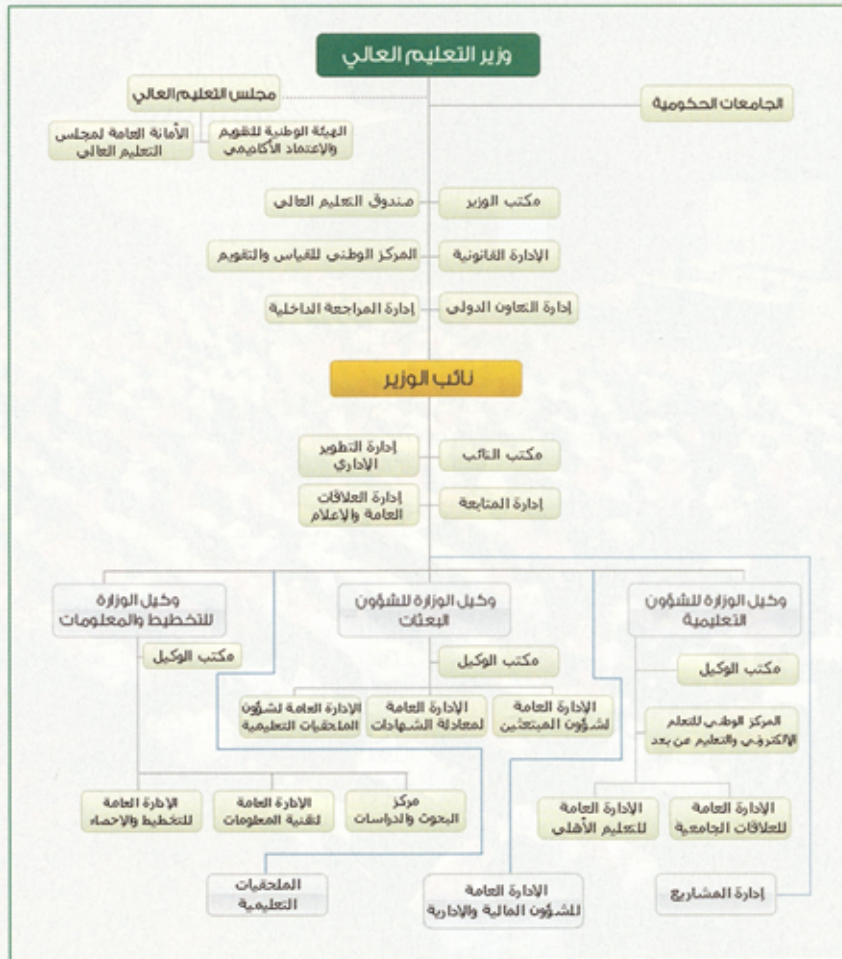 وزير التعليم العالي
مجلس التعليم العالي
الجامعات الحكومية
الهيئة الوطنية للتقويم
والإعتماد الأكاديمي
الأمانة العامة لمجلس
التعليم العالي
مكتب الوزير
صندوق التعليم العالي
الإدارة القانونية
المركز الوطني للقياس والتقويم
إدارة التعاون الدولي
إدارة المراجعة الداخلية
نائب الوزير
مكتب النائب
إدارة التطوير
الإداري
إدارة المتابعة
إدارة العلاقات
العامة والإعلام
وكيل الوزارة للشؤون
التعليمية
وكيل الوزارة للشؤون
البعثات
وكيل الوزارة
للتخطيط والمعلومات
مكتب الوكيل
مكتب الوكيل
مكتب الوكيل
المركز الوطني للتعلم
الإلكتروني والتعليم عن بعد
الإدارة العامة
لشؤون المبتعثين
الإدارة العامة
لمعادلة الشهادات
الإدارة العامة لشؤون
الملحقيات التعليمية
الإدارة العامة
للعلاقات الجامعية
الإدارة العامة
للتعليم الأهلي
مركز
البحوث والدراسات
الإدارة العامة
لتقنية المعلومات
الإدارة العامة
للتخطيط والإحصاء
إدارة المشاريع
الإدارة العامة
للشؤون المالية والإدارية
الملحقيات
التعليمية